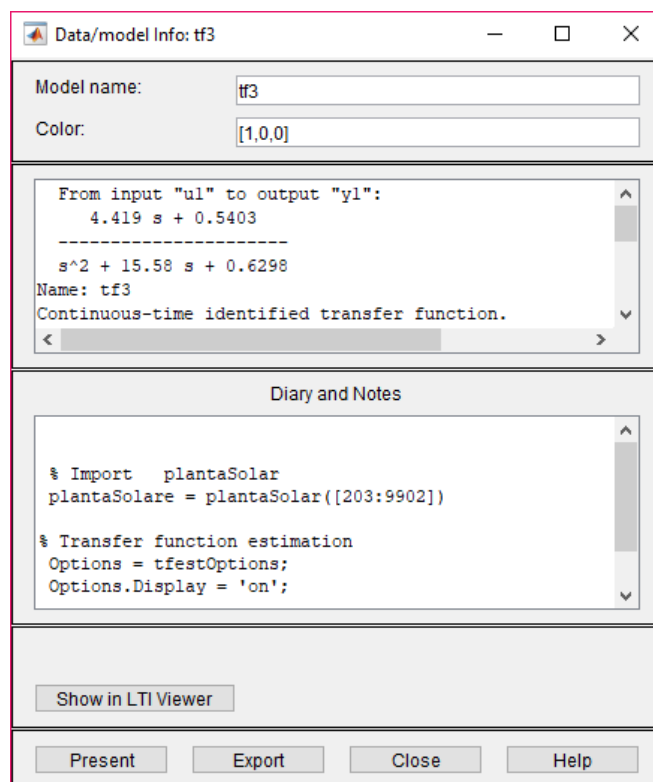 Data/model Info: tf3
Model name:
tf3
Color:
[1,0,0]
From input "u1" to output "y1":
4.419 s + 0.5403
----------------------
s^2 + 15.58 s + 0.6298
Name: tf3
Continuous-time identified transfer function.
Diary and Notes
% Import   plantaSolar
plantaSolare = plantaSolar([203:9902])
% Transfer function estimation
Options = tfestOptions;
Options.Display = 'on';
Show in LTI Viewer
Present
Export
Close
Help